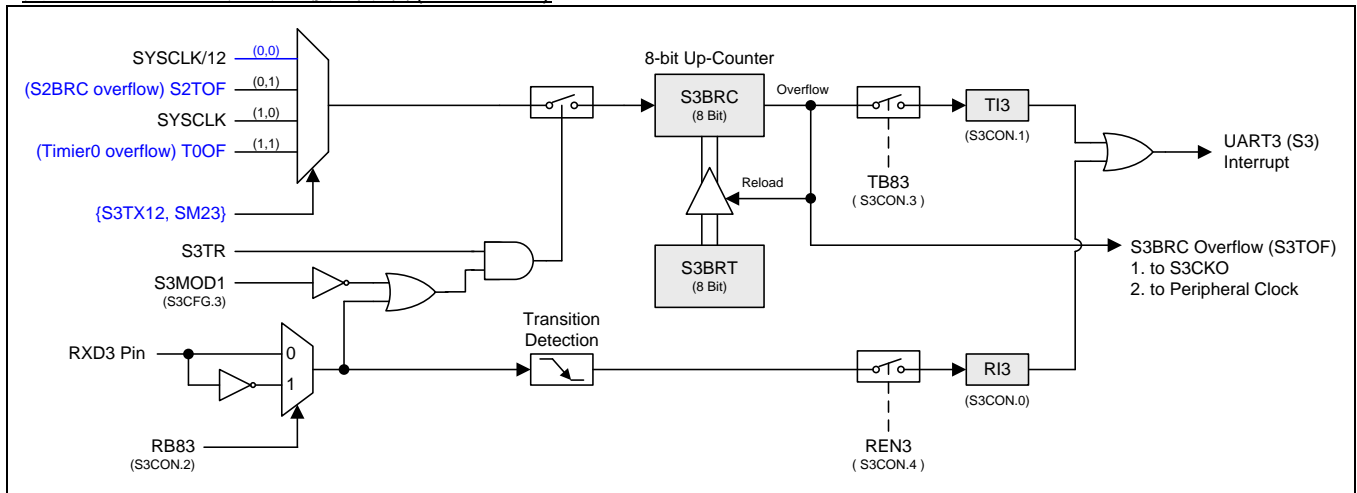 8-bit Up-Counter
SYSCLK/12 (0,0)
(S2BRC overflow) S2TOF (0,1)
SYSCLK (1,0)
(Timier0 overflow) T0OF (1,1)
{S3TX12, SM23}
S3BRC
(8 Bit)
Overflow
TI3
(S3CON.1)
UART3 (S3)
Interrupt
Reload
TB83
( S3CON.3 )
S3TR
S3MOD1
(S3CFG.3)
S3BRT
(8 Bit)
S3BRC Overflow (S3TOF)
1. to S3CKO
2. to Peripheral Clock
Transition
Detection
RXD3 Pin
0
1
RI3
(S3CON.0)
RB83
(S3CON.2)
REN3
( S3CON.4 )